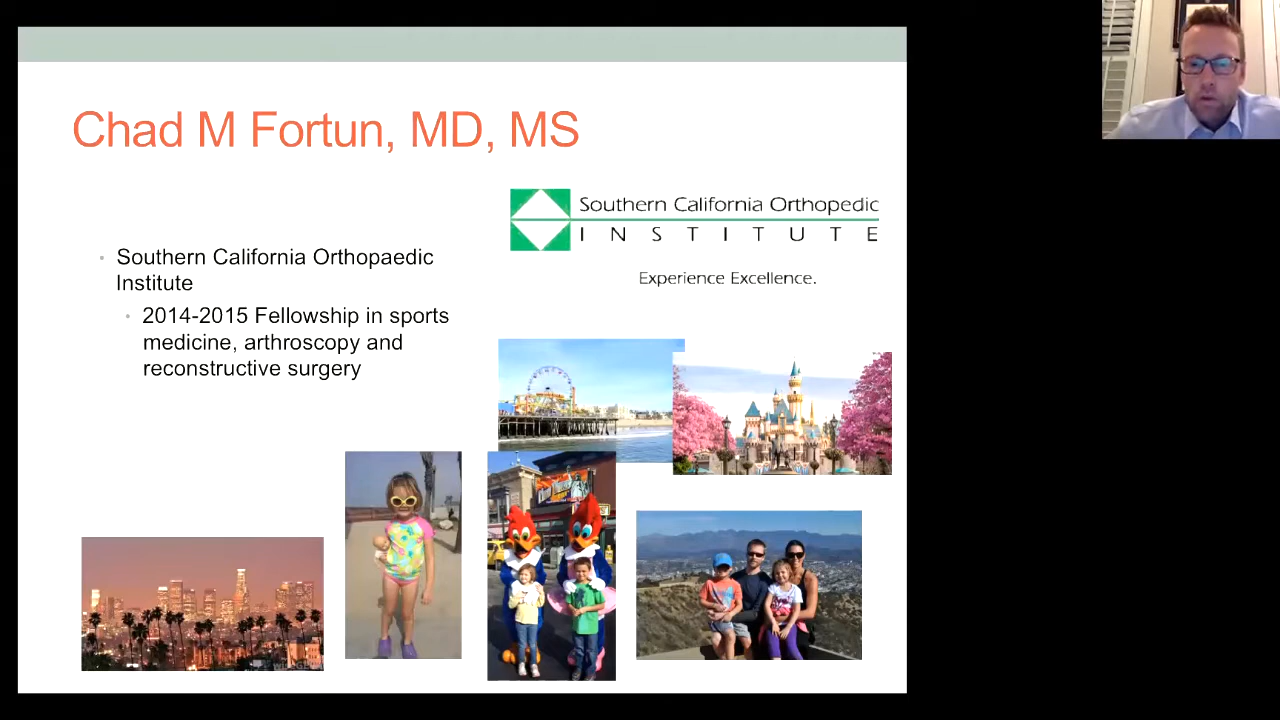 Chad M Fortun, MD, MS
Southern California Orthopedic
INSTITUTE
Experience Excellence.
Southern California Orthopaedic
Institute
2014-2015 Fellowship in sports
medicine, arthroscopy and
reconstructive surgery